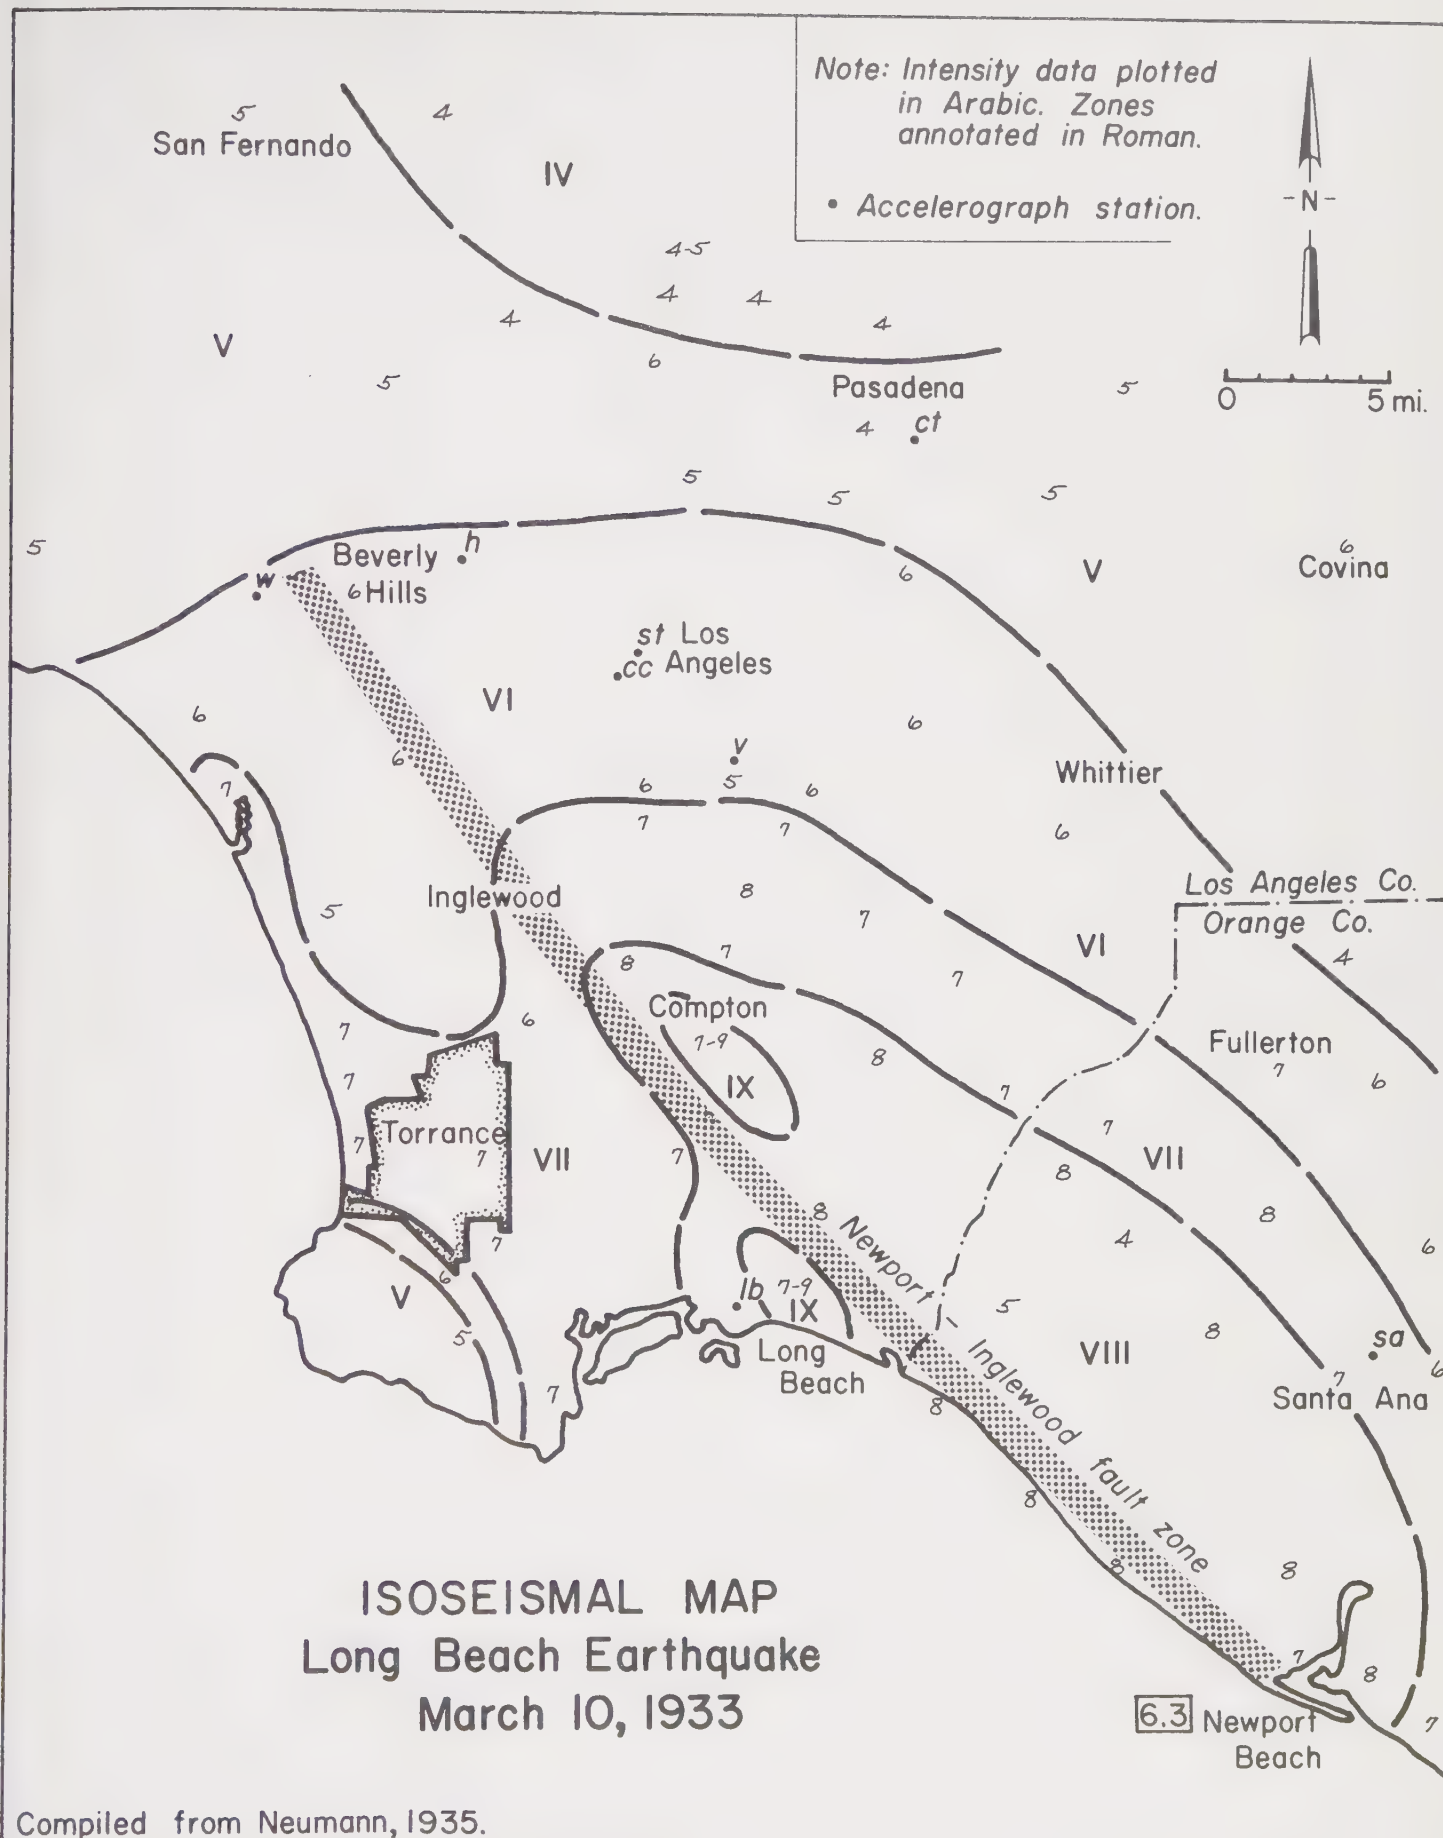 Note: Intensity data plotted
in Arabic. Zones
annotated in Roman.
• Accelerograph station.
-N-
0 5 mi.
5
4
San Fernando
IV
4-5
4 4
4
4
V
6
5
Pasadena
5
4
ct
5
5
5
5
V
6
Covina
h
Beverly
Hills
6
w
6
st Los
cc Angeles
VI
6
6
6
v
Whittier
7
6
5
6
7
7
6
Los Angeles Co.
Orange Co.
Inglewood
5
8
7
VI
4
8
7
7
Compton
7-9
IX
6
7
8
Fullerton
7
6
7
7
Torrance
7
7
VII
7
7
VII
8
8
8
4
6
Newport - Inglewood fault zone
7
6
V
5
lb
7-9
IX
5
8
VIII
sa
6
7
Santa Ana
Long
Beach
7
8
8
8
8
7
8
7
ISOSEISMAL MAP
Long Beach Earthquake
March 10, 1933
6.3 Newport
Beach
Compiled from Neumann, 1935.